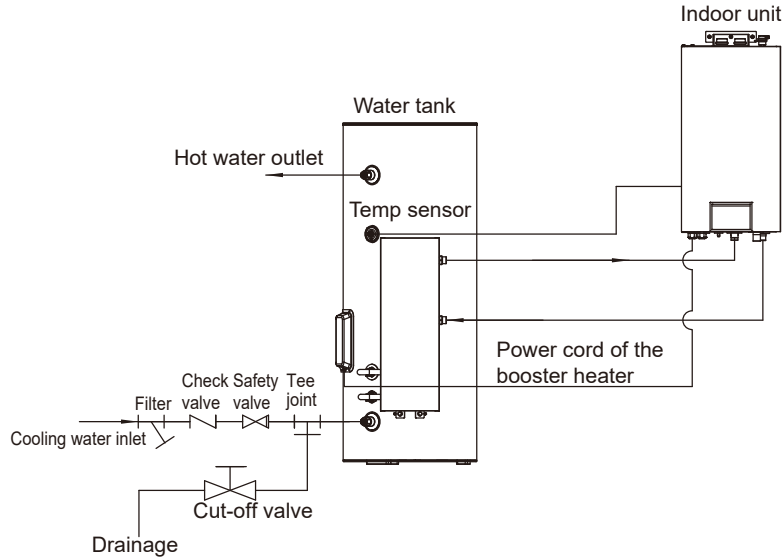 Indoor unit
Water tank
Hot water outlet
Temp sensor
Power cord of the
booster heater
Check Safety Tee
Filter valve valve joint
Cooling water inlet
Cut-off valve
Drainage